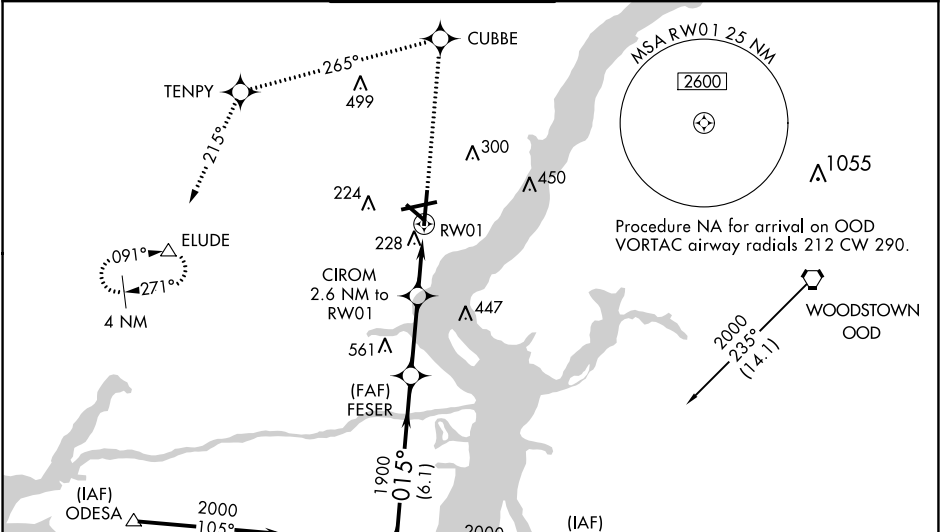 CUBBE
MSA RW01 25 NM
2600
265°
TENPY
499
215°
300
1055
450
224
RW01
Procedure NA for arrival on OOD
VORTAC airway radials 212 CW 290.
228
ELUDE
091°
271°
4 NM
CIROM
2.6 NM to
RW01
447
WOODSTOWN
OOD
2000
235°
(14.1)
561
(FAF)
FESER
1900
015°
(6.1)
(IAF)
ODESA
2000
105°
2000
(IAF)